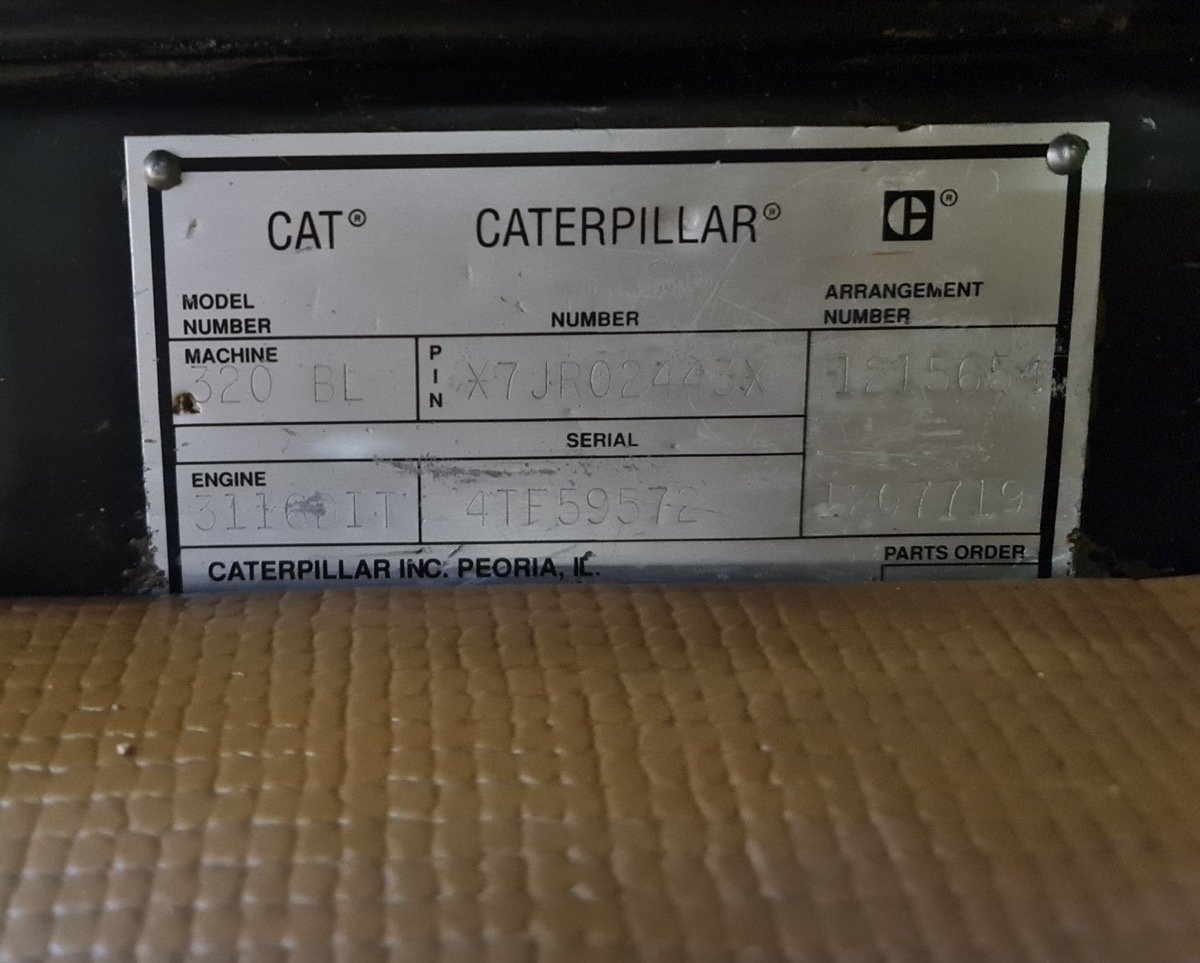 CAT® CATERPILLAR® ®
MODEL NUMBER NUMBER ARRANGEMENT NUMBER
MACHINE PIN
320 BL X7JR02443X 1215654
SERIAL
ENGINE
4TF59572
PARTS ORDER
CATERPILLAR INC. PEORIA, IL.